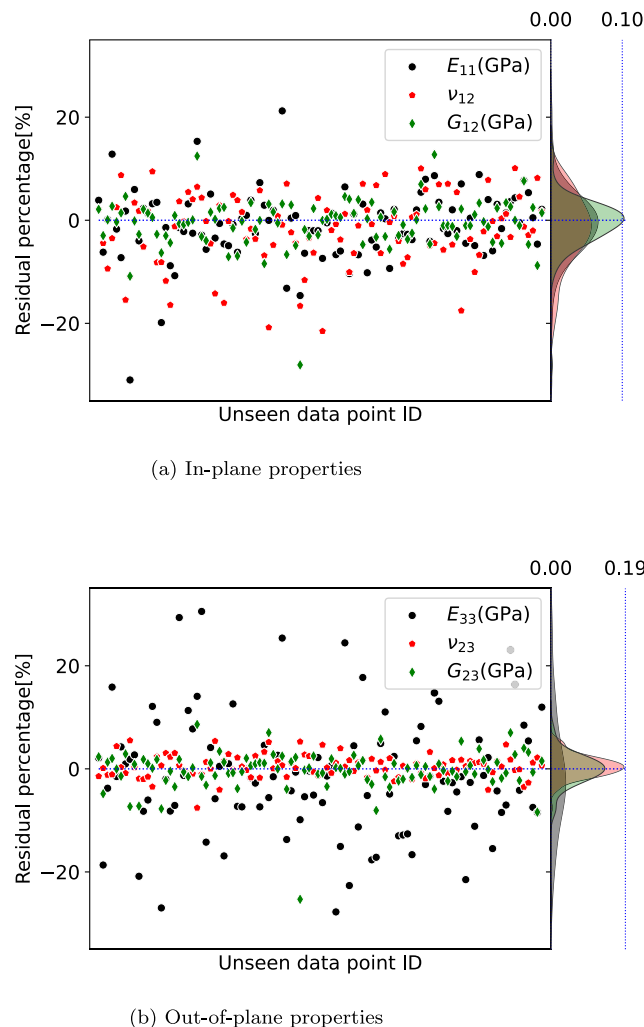 0.00 0.10
E₁₁(GPa)
ν₁₂
G₁₂(GPa)
20
0
−20
Residual percentage[%]
Unseen data point ID
(a) In-plane properties
0.00 0.19
E₃₃(GPa)
ν₂₃
G₂₃(GPa)
20
0
−20
Residual percentage[%]
Unseen data point ID
(b) Out-of-plane properties